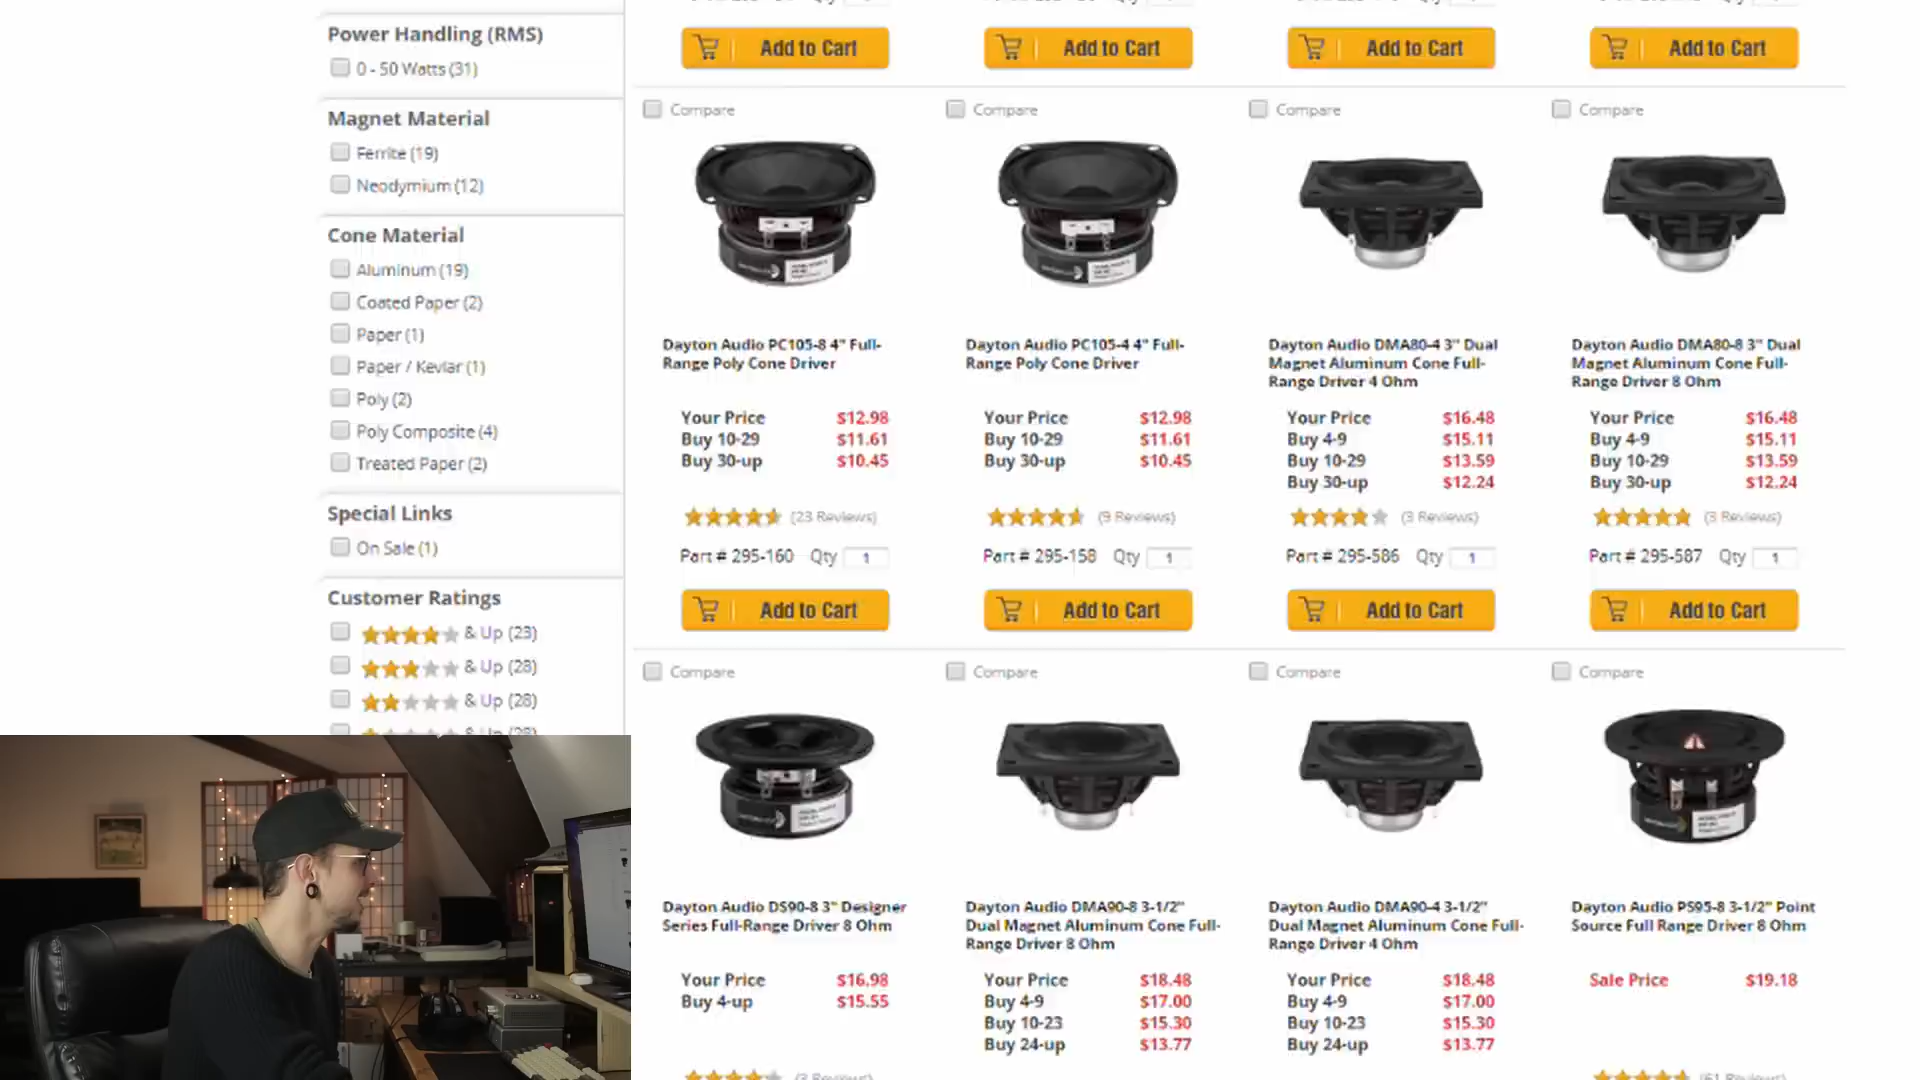 Power Handling (RMS)
0 - 50 Watts (31)
Magnet Material
Ferrite (19)
Neodymium (12)
Cone Material
Aluminum (19)
Coated Paper (2)
Paper (1)
Paper / Kevlar (1)
Poly (2)
Poly Composite (4)
Treated Paper (2)
Special Links
On Sale (1)
Customer Ratings
& Up (23)
& Up (28)
& Up (28)
& Up (28)
Add to Cart
Add to Cart
Add to Cart
Add to Cart
Compare
Dayton Audio PC105-8 4" Full-
Range Poly Cone Driver
Your Price $12.98
Buy 10-29 $11.61
Buy 30-up $10.45
(23 Reviews)
Part # 295-160 Qty 1
Add to Cart
Compare
Dayton Audio PC105-4 4" Full-
Range Poly Cone Driver
Your Price $12.98
Buy 10-29 $11.61
Buy 30-up $10.45
(9 Reviews)
Part # 295-158 Qty 1
Add to Cart
Compare
Dayton Audio DMA80-4 3" Dual
Magnet Aluminum Cone Full-
Range Driver 4 Ohm
Your Price $16.48
Buy 4-9 $15.11
Buy 10-29 $13.59
Buy 30-up $12.24
(3 Reviews)
Part # 295-586 Qty 1
Add to Cart
Compare
Dayton Audio DMA80-8 3" Dual
Magnet Aluminum Cone Full-
Range Driver 8 Ohm
Your Price $16.48
Buy 4-9 $15.11
Buy 10-29 $13.59
Buy 30-up $12.24
(3 Reviews)
Part # 295-587 Qty 1
Add to Cart
Compare
Dayton Audio DS90-8 3" Designer
Series Full-Range Driver 8 Ohm
Your Price $16.98
Buy 4-up $15.55
(3 Reviews)
Compare
Dayton Audio DMA90-8 3-1/2"
Dual Magnet Aluminum Cone Full-
Range Driver 8 Ohm
Your Price $18.48
Buy 4-9 $17.00
Buy 10-23 $15.30
Buy 24-up $13.77
Compare
Dayton Audio DMA90-4 3-1/2"
Dual Magnet Aluminum Cone Full-
Range Driver 4 Ohm
Your Price $18.48
Buy 4-9 $17.00
Buy 10-23 $15.30
Buy 24-up $13.77
Compare
Dayton Audio PS95-8 3-1/2" Point
Source Full Range Driver 8 Ohm
Sale Price $19.18
(61 Reviews)